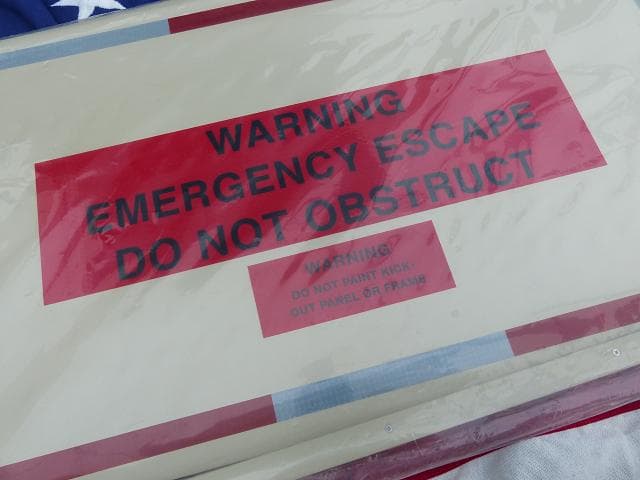 WARNING
EMERGENCY ESCAPE
DO NOT OBSTRUCT
WARNING
DO NOT PAINT KICK-
OUT PANEL OR FRAME